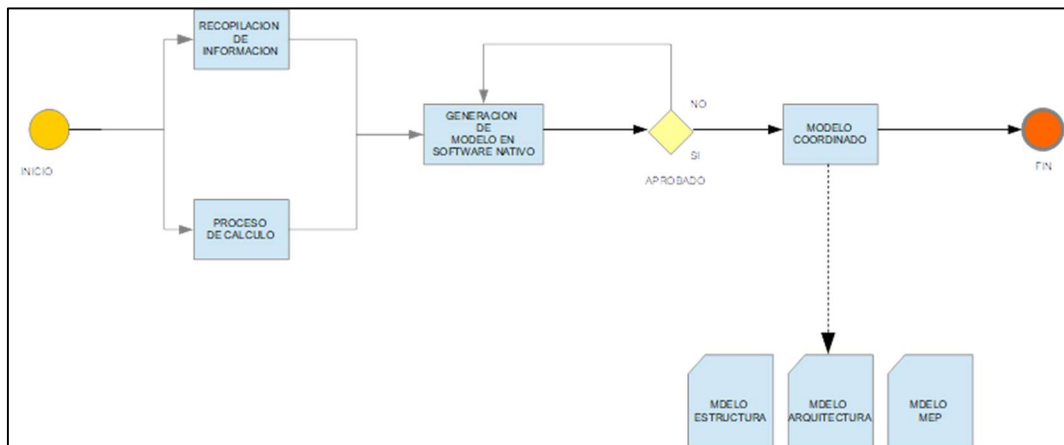 RECOPILACION
DE
INFORMACION
INICIO
PROCESO
DE CALCULO
GENERACION
DE
MODELO EN
SOFTWARE NATIVO
NO
SI
APROBADO
MODELO
COORDINADO
FIN
MDELO
ESTRUCTURA
MDELO
ARQUITECTURA
MDELO
MEP